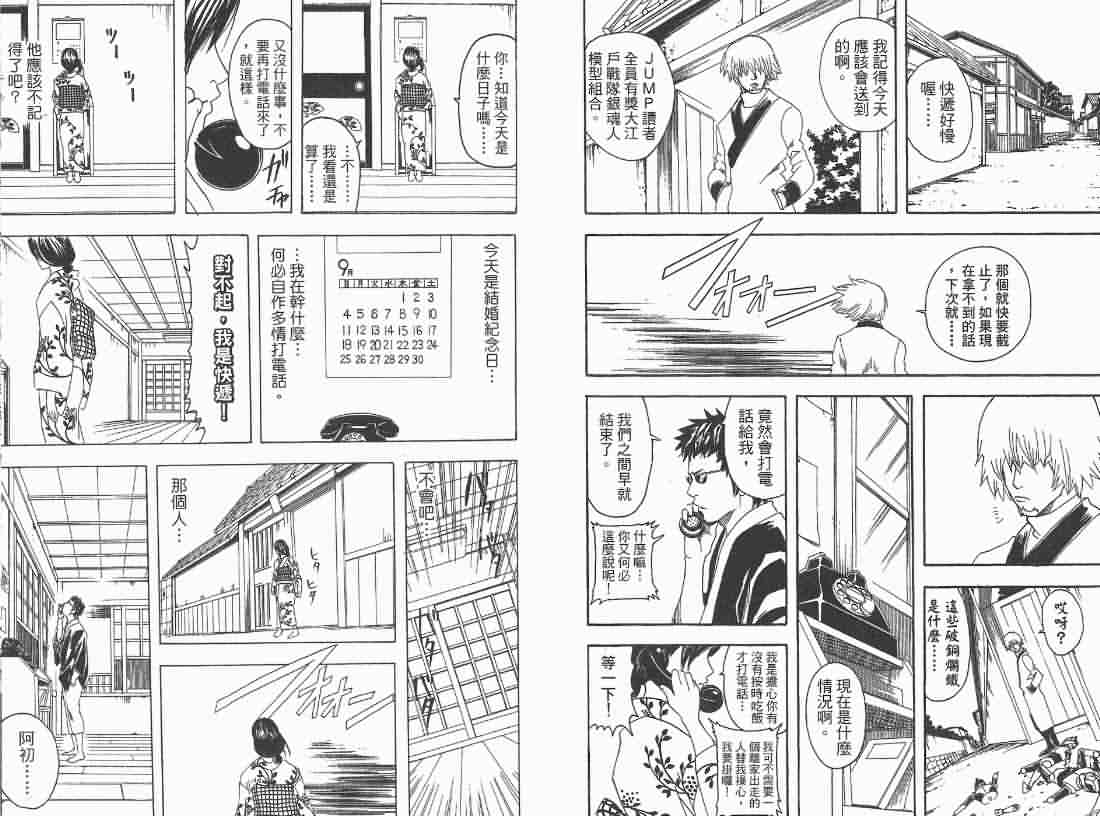 快遞好慢
喔……
我記得今天
應該會送到
的啊。
JUMP讀者
全員有獎大江
戶戰隊銀魂人
模型組合。
那個就快要截
止了，如果現
在拿不到的話
，下次就……
ブオォー
哎呀？
這些破銅爛鐵
是什麼……
現在是什麼
情況啊。
竟然會打電
話給我，
我們之間早就
結束了。
什麼嘛…
你又何必
這麼說呢！
我是擔心你有
沒有按時吃飯
才打電話…
我可不想要一
個離家出走的
人替我操心，
我要掛囉！
等一下！
你…知道今天是
什麼日子嗎……
…不…
我看還是
算了……
又沒什麼事，不
要再打電話來了
，就這樣。
ガチャ
ツー
ツー
他應該不記
得了吧？
今天是結婚紀念日…
9月
日月火水木金土
1 2 3
4 5 6 7 8 9 10
11 12 13 14 15 16 17
18 19 20 21 22 23 24
25 26 27 28 29 30
…我在幹什麼…
何必自作多情打電話。
對不起，我是快遞！
不會吧…
ヒタ
ヒタ
那個人…
ブオォー
阿初……